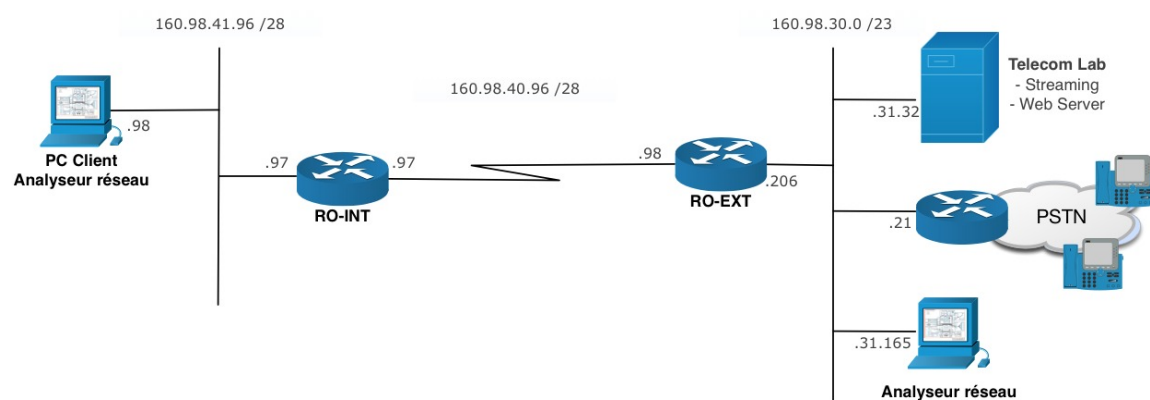 160.98.41.96 /28
160.98.30.0 /23
160.98.40.96 /28
Telecom Lab
- Streaming
- Web Server
.31.32
.98
PC Client
Analyseur réseau
.97
.97
RO-INT
.98
.206
RO-EXT
.21
PSTN
.31.165
Analyseur réseau